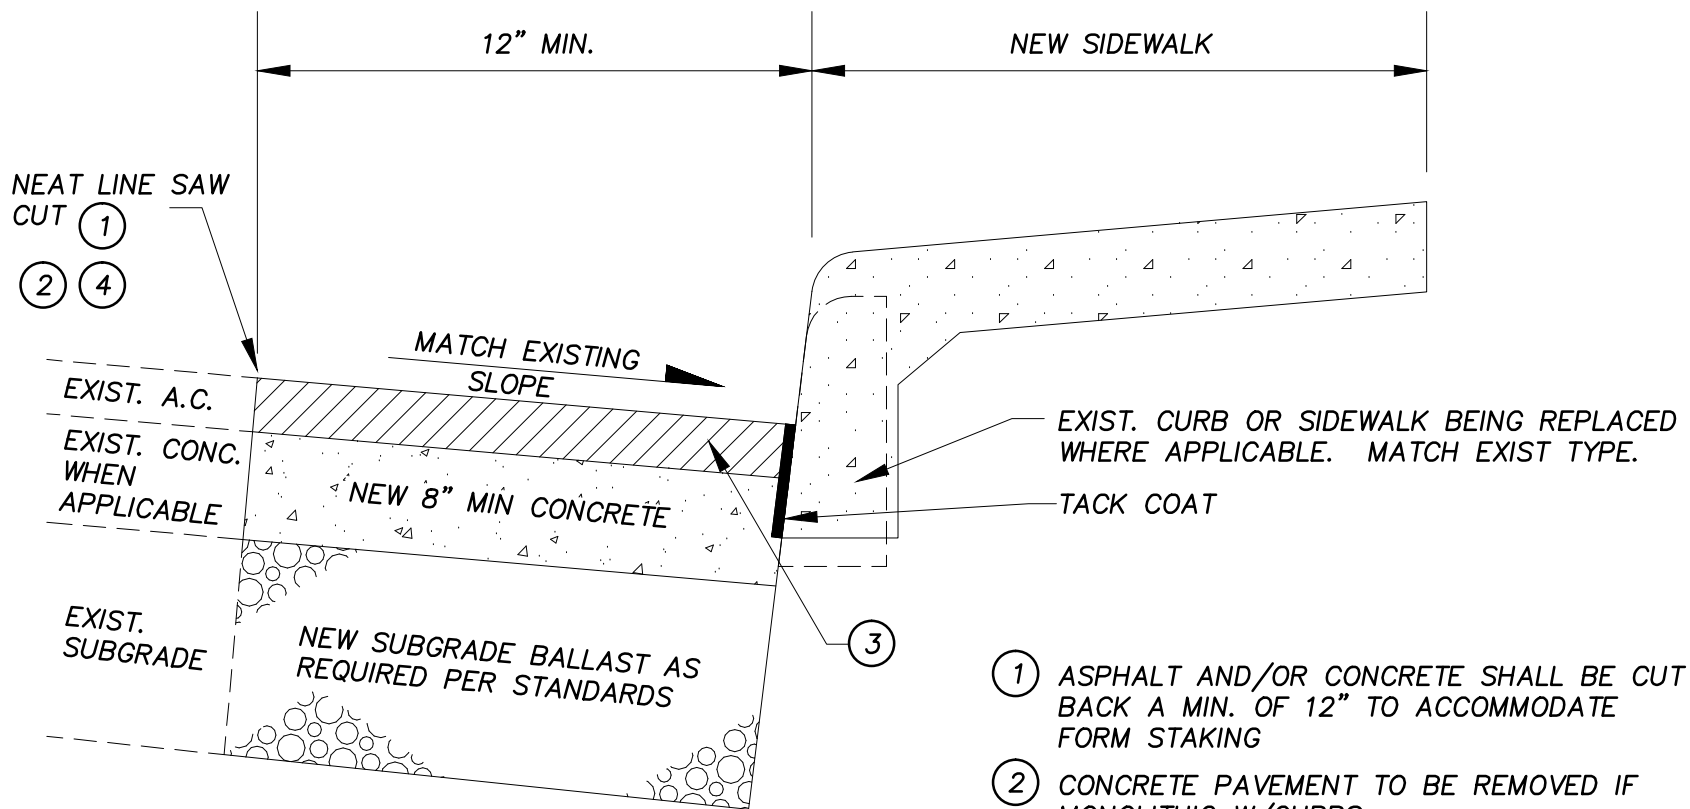 12" MIN.
NEW SIDEWALK
NEAT LINE SAW
CUT 1
2 4
MATCH EXISTING
SLOPE
EXIST. A.C.
EXIST. CONC.
WHEN
APPLICABLE
NEW 8" MIN CONCRETE
EXIST. CURB OR SIDEWALK BEING REPLACED
WHERE APPLICABLE. MATCH EXIST TYPE.
TACK COAT
EXIST.
SUBGRADE
NEW SUBGRADE BALLAST AS
REQUIRED PER STANDARDS
3
1 ASPHALT AND/OR CONCRETE SHALL BE CUT
BACK A MIN. OF 12" TO ACCOMMODATE
FORM STAKING
2 CONCRETE PAVEMENT TO BE REMOVED IF
MONOLITHIC W/CURBS